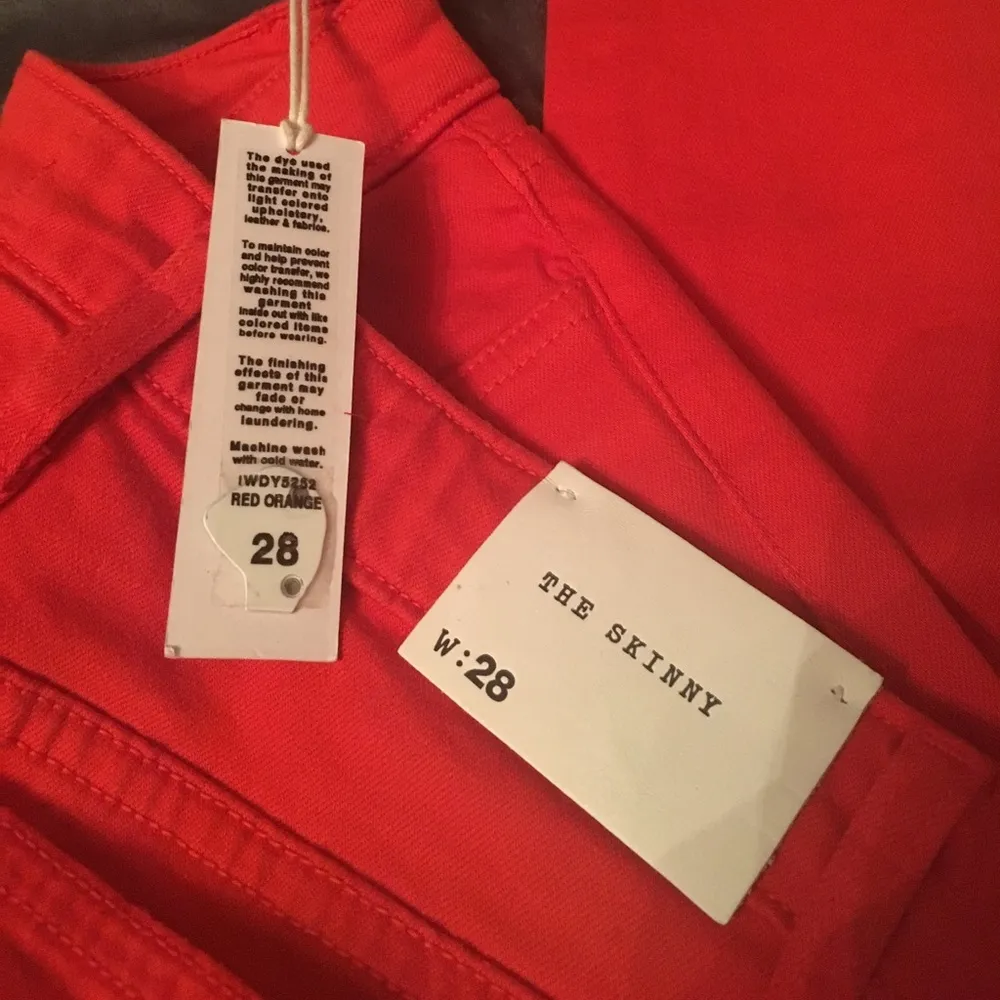 The dye used
the making of
this garment may
transfer onto
light colored
upholstery,
leather & fabrics.
To maintain color
and help prevent
color transfer, we
highly recommend
washing this
garment
inside out with like
colored items
before wearing.
The finishing
effects of this
garment may
fade or
change with home
laundering.
Machine wash
with cold water.
IWDY5252
RED ORANGE
28
THE SKINNY
W:28